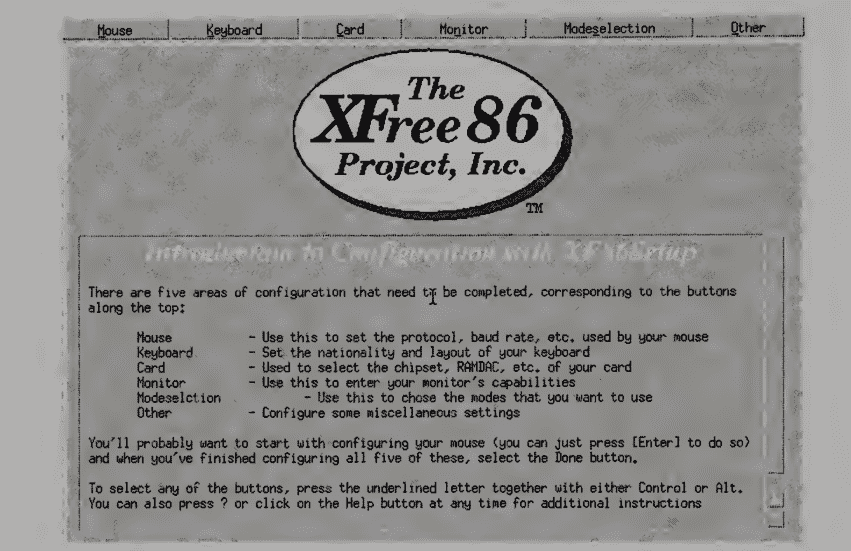 Mouse Keyboard Card Monitor Modeselection Other
The
XFree86
Project, Inc.
TM
Introduction to Configuration with XF86Setup
There are five areas of configuration that need to be completed, corresponding to the buttons
along the top:
Mouse - Use this to set the protocol, baud rate, etc. used by your mouse
Keyboard - Set the nationality and layout of your keyboard
Card - Used to select the chipset, RAMDAC, etc. of your card
Monitor - Use this to enter your monitor's capabilities
Modeselction - Use this to chose the modes that you want to use
Other - Configure some miscellaneous settings
You'll probably want to start with configuring your mouse (you can just press [Enter] to do so)
and when you've finished configuring all five of these, select the Done button.
To select any of the buttons, press the underlined letter together with either Control or Alt.
You can also press ? or click on the Help button at any time for additional instructions